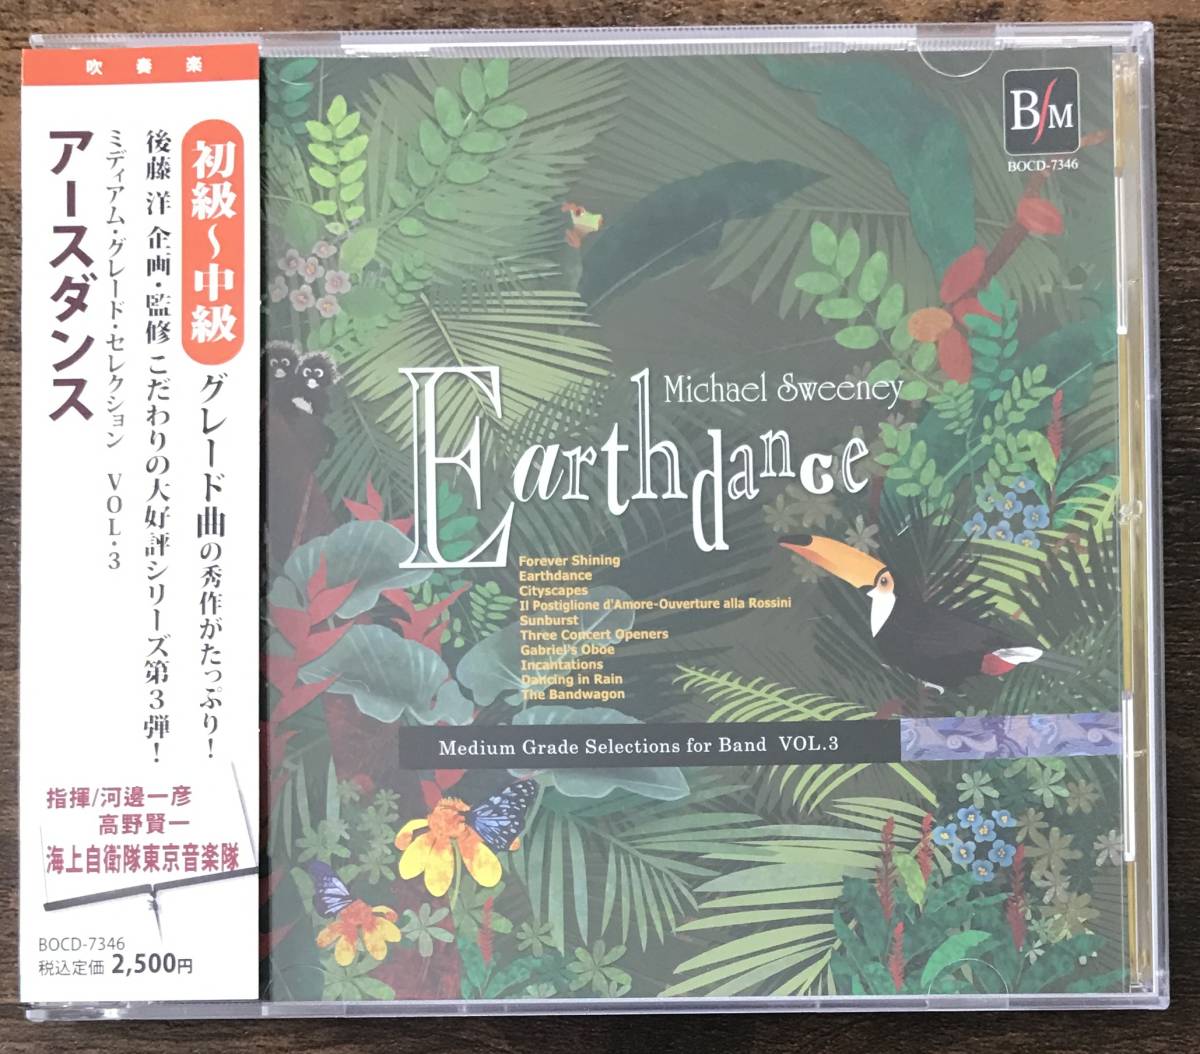 吹奏楽
初級～中級 グレード曲の秀作がたっぷり！
後藤 洋 企画・監修 こだわりの大好評シリーズ第3弾！
ミディアム・グレード・セレクション VOL.3
アースダンス
指揮/河邊一彦
高野賢一
海上自衛隊東京音楽隊
BOCD-7346
税込定価 2,500円
BM
BOCD-7346
Michael Sweeney
Earthdance
Forever Shining
Earthdance
Cityscapes
Il Postiglione d'Amore-Ouverture alla Rossini
Sunburst
Three Concert Openers
Gabriel's Oboe
Incantations
Dancing in Rain
The Bandwagon
Medium Grade Selections for Band VOL.3